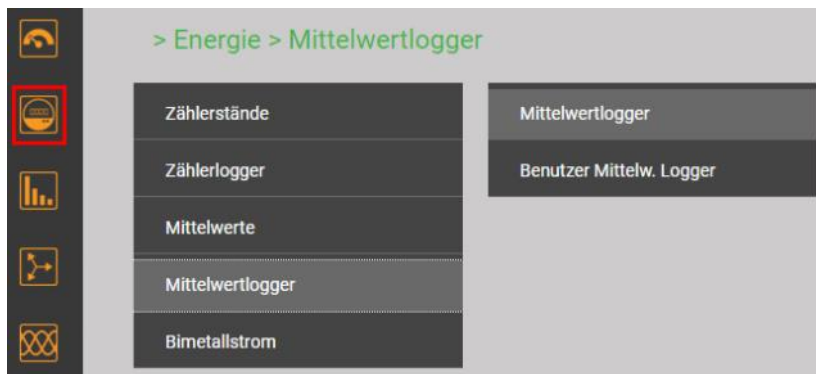 > Energie > Mittelwertlogger
Zählerstände
Zählerlogger
Mittelwerte
Mittelwertlogger
Bimetallstrom
Mittelwertlogger
Benutzer Mittelw. Logger